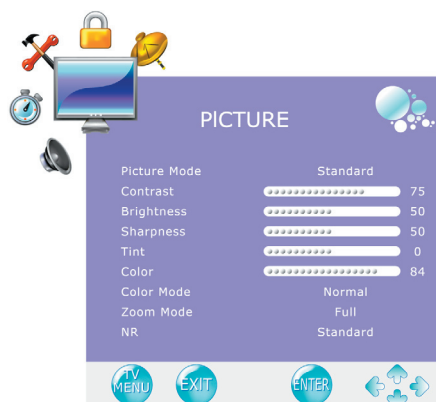 PICTURE
Picture Mode Standard
Contrast 75
Brightness 50
Sharpness 50
Tint 0
Color 84
Color Mode Normal
Zoom Mode Full
NR Standard
TV
MENU EXIT ENTER